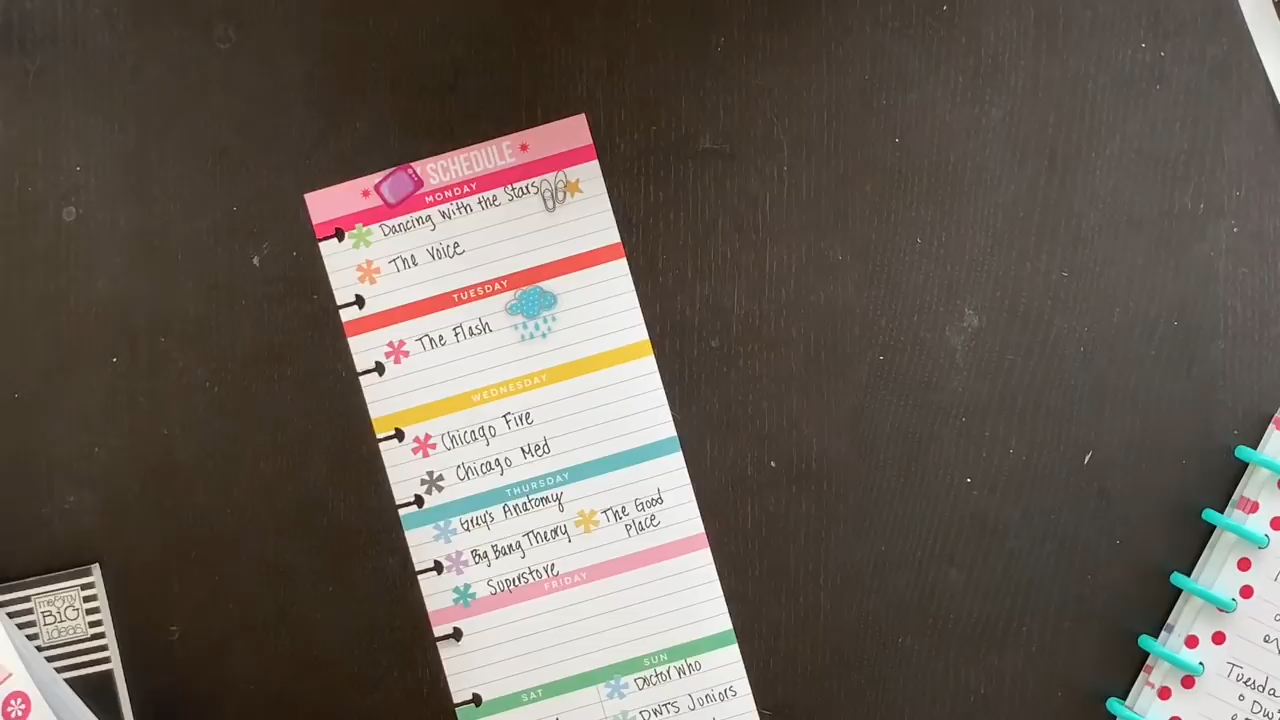 SCHEDULE
MONDAY
Dancing With the Stars
The Voice
TUESDAY
The Flash
WEDNESDAY
Chicago Fire
Chicago Med
THURSDAY
Grey's Anatomy
Big Bang Theory
The Good
Place
Superstore
FRIDAY
SAT
SUN
Doctor Who
DWTS Juniors
me & my
BiG
ideas
Tuesda